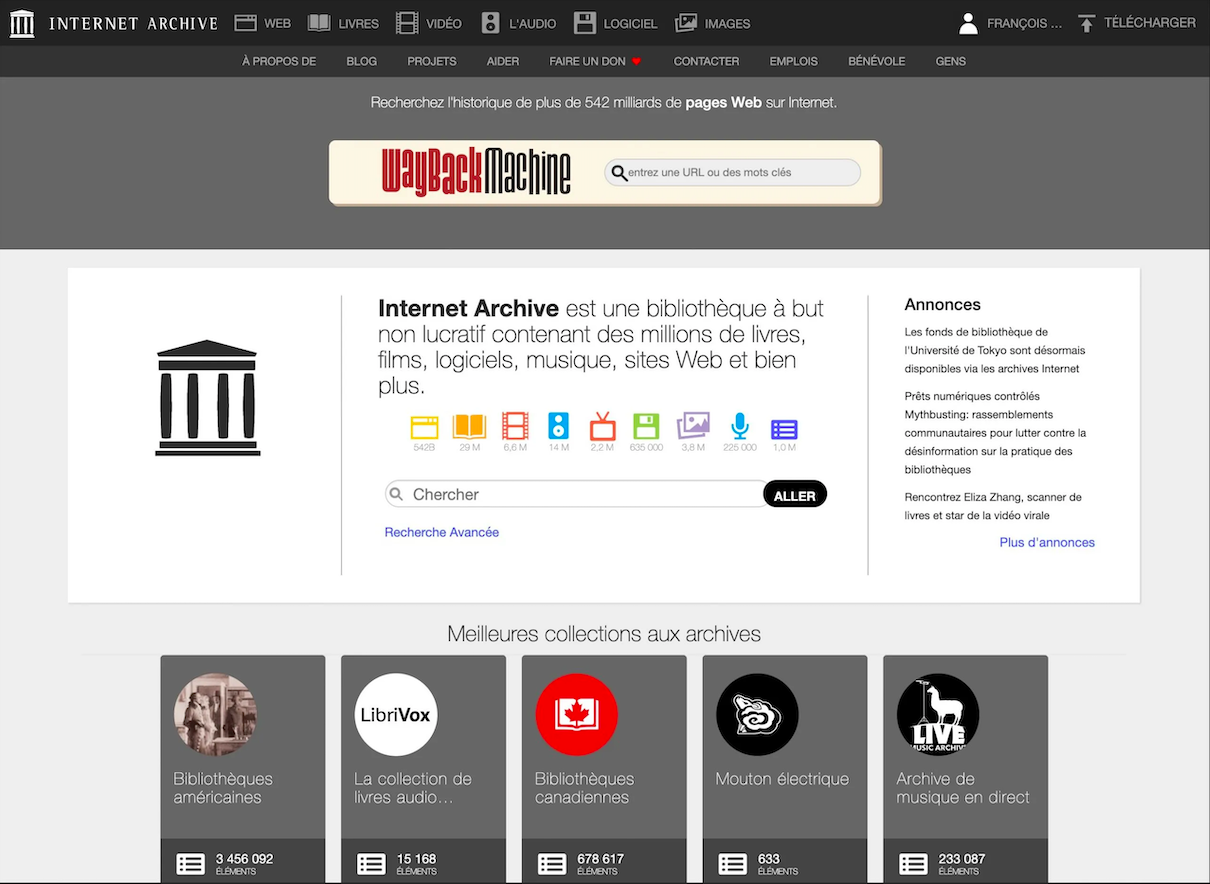 INTERNET ARCHIVE WEB LIVRES VIDÉO L'AUDIO LOGICIEL IMAGES FRANÇOIS ... TÉLÉCHARGER
À PROPOS DE BLOG PROJETS AIDER FAIRE UN DON CONTACTER EMPLOIS BÉNÉVOLE GENS
Recherchez l'historique de plus de 542 milliards de pages Web sur Internet.
WayBackMachine entrez une URL ou des mots clés
Internet Archive est une bibliothèque à but
non lucratif contenant des millions de livres,
films, logiciels, musique, sites Web et bien
plus.
542B 29 M 6,6 M 14 M 2,2 M 635 000 3,8 M 225 000 1,0 M
Chercher ALLER
Recherche Avancée
Annonces
Les fonds de bibliothèque de
l'Université de Tokyo sont désormais
disponibles via les archives Internet
Prêts numériques contrôlés
Mythbusting: rassemblements
communautaires pour lutter contre la
désinformation sur la pratique des
bibliothèques
Rencontrez Eliza Zhang, scanner de
livres et star de la vidéo virale
Plus d'annonces
Meilleures collections aux archives
Bibliothèques
américaines
3 456 092
ÉLÉMENTS
LibriVox
La collection de
livres audio…
15 168
ÉLÉMENTS
Bibliothèques
canadiennes
678 617
ÉLÉMENTS
Mouton électrique
633
ÉLÉMENTS
LIVE
MUSIC ARCHIVE
Archive de
musique en direct
233 087
ÉLÉMENTS